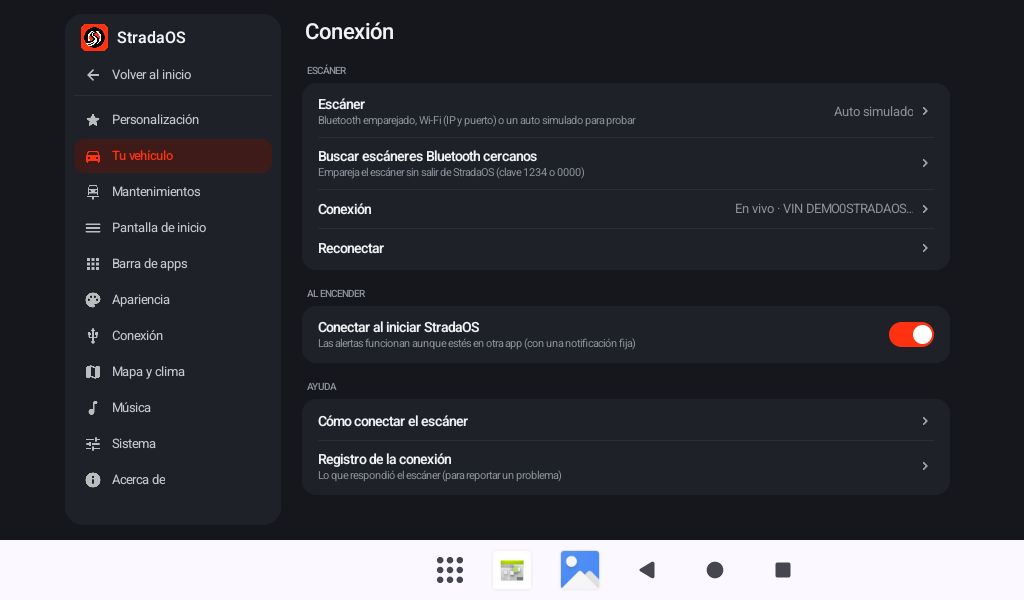 StradaOS
Volver al inicio
Personalización
Tu vehículo
Mantenimientos
Pantalla de inicio
Barra de apps
Apariencia
Conexión
Mapa y clima
Música
Sistema
Acerca de
Conexión
ESCÁNER
Escáner
Bluetooth emparejado, Wi-Fi (IP y puerto) o un auto simulado para probar
Auto simulado
Buscar escáneres Bluetooth cercanos
Empareja el escáner sin salir de StradaOS (clave 1234 o 0000)
Conexión
En vivo · VIN DEMO0STRADAOS...
Reconectar
AL ENCENDER
Conectar al iniciar StradaOS
Las alertas funcionan aunque estés en otra app (con una notificación fija)
AYUDA
Cómo conectar el escáner
Registro de la conexión
Lo que respondió el escáner (para reportar un problema)